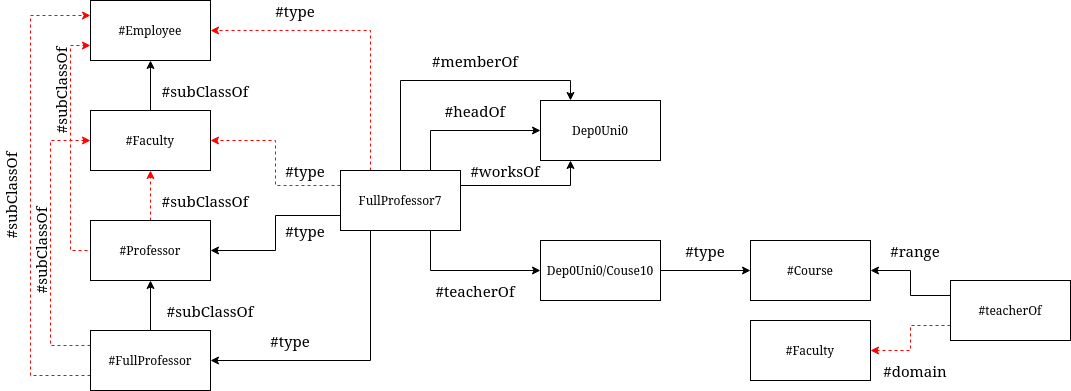 #type
#Employee
#subClassOf
#memberOf
#subClassOf
#headOf
Dep0Uni0
#Faculty
#type
#worksOf
#subClassOf
#subClassOf
FullProfessor7
#subClassOf
#type
#Professor
#type
#range
Dep0Uni0/Couse10
#Course
#teacherOf
#teacherOf
#subClassOf
#type
#FullProfessor
#Faculty
#domain